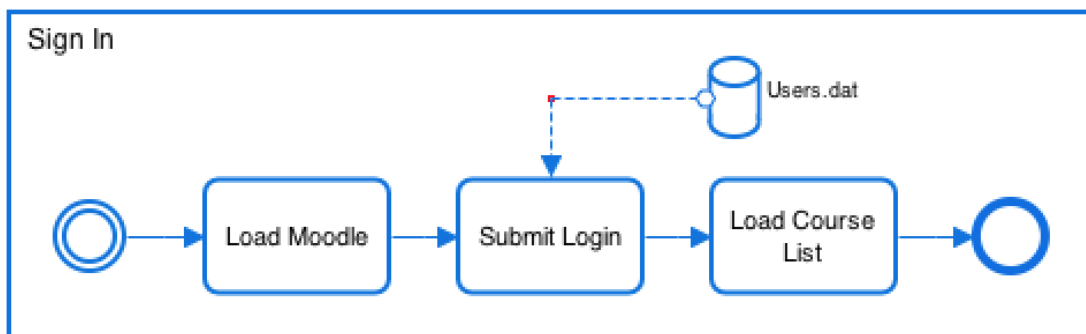 Sign In
Users.dat
Load Moodle
Submit Login
Load Course
List